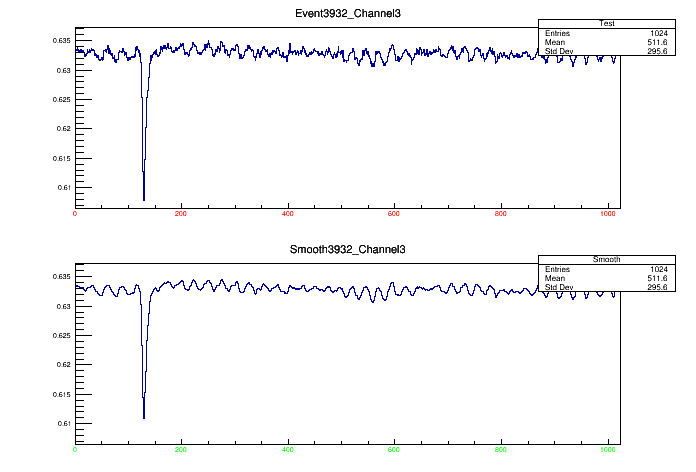 Event3932_Channel3
Test
Entries 1024
Mean 511.6
Std Dev 295.6
0.635
0.63
0.625
0.62
0.615
0.61
0 200 400 600 800 1000
Smooth3932_Channel3
Smooth
Entries 1024
Mean 511.6
Std Dev 295.6
0.635
0.63
0.625
0.62
0.615
0.61
0 200 400 600 800 1000